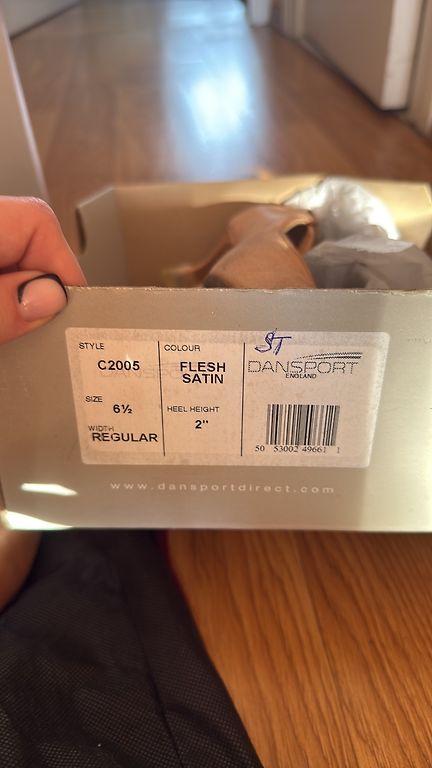 STYLE
C2005
SIZE
6½
WIDTH
REGULAR
COLOUR
FLESH
SATIN
HEEL HEIGHT
2"
ST
DANSPORT
ENGLAND
50 53002 49661 1
www.dansportdirect.com